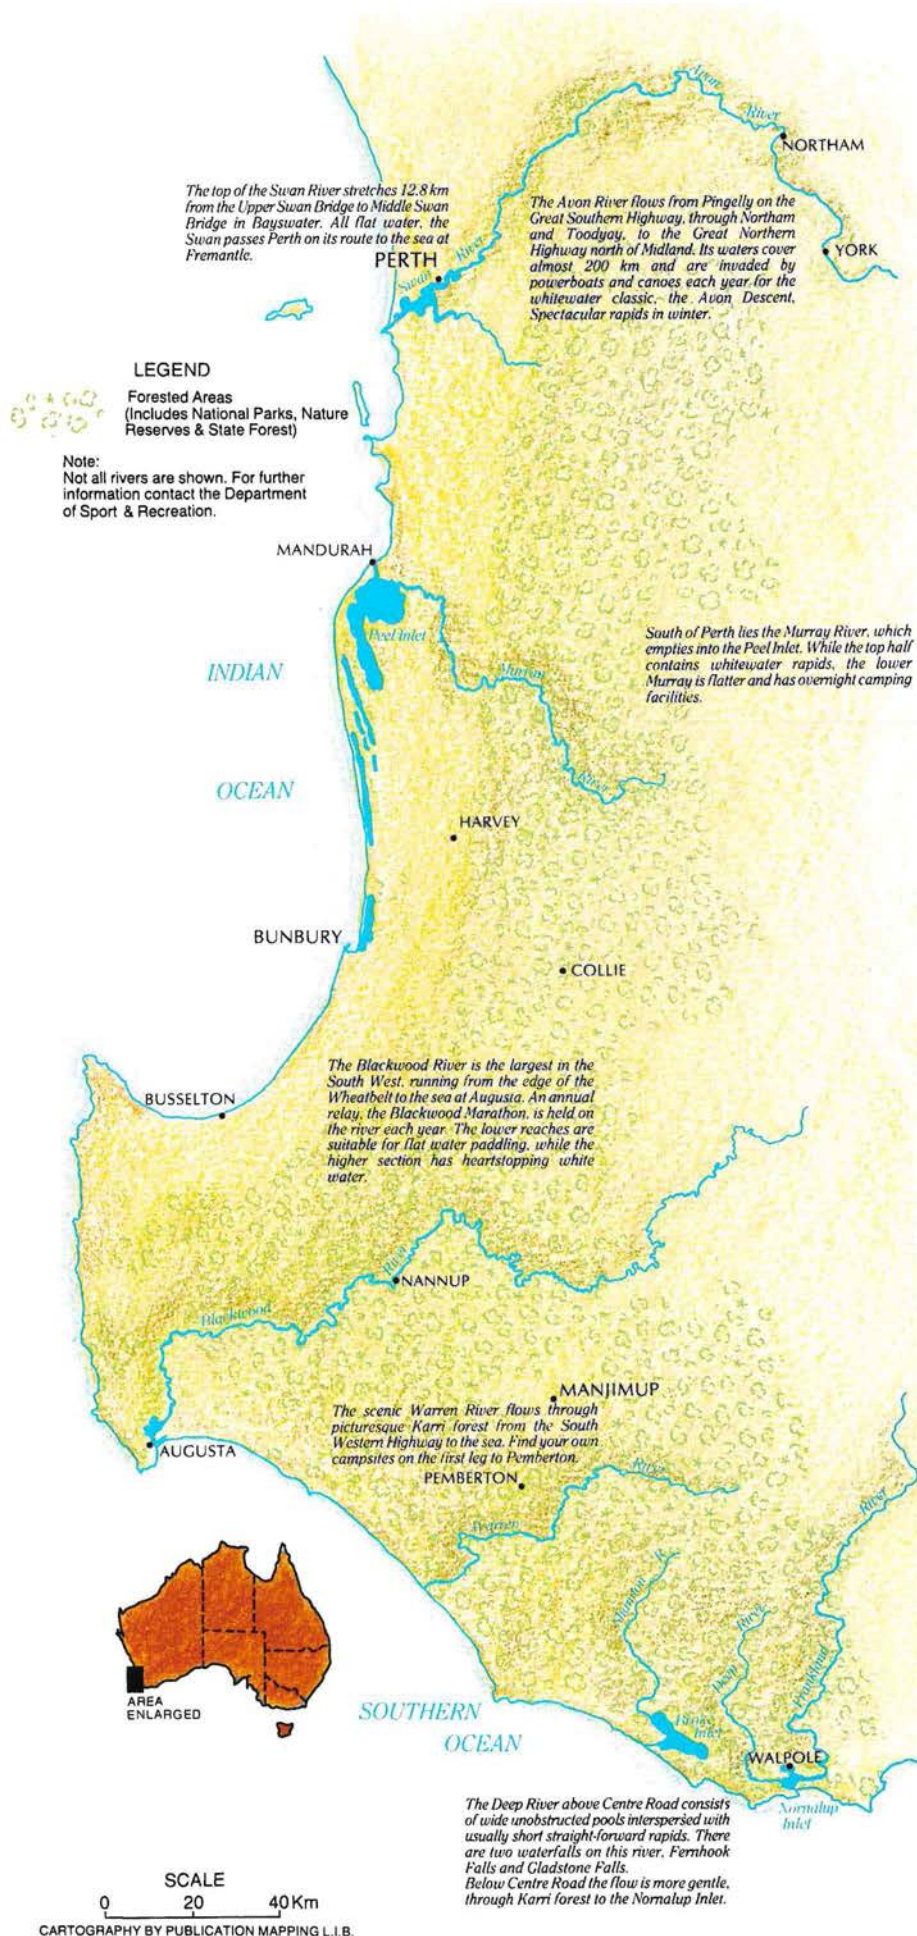 Avon
River
NORTHAM
The top of the Swan River stretches 12.8 km
from the Upper Swan Bridge to Middle Swan
Bridge in Bayswater. All flat water, the
Swan passes Perth on its route to the sea at
Fremantle.
The Avon River flows from Pingelly on the
Great Southern Highway, through Northam
and Toodyay, to the Great Northern
Highway north of Midland. Its waters cover
almost 200 km and are invaded by
powerboats and canoes each year for the
whitewater classic, the Avon Descent,
Spectacular rapids in winter.
YORK
PERTH
Swan
River
LEGEND
Forested Areas
(Includes National Parks, Nature
Reserves & State Forest)
Note:
Not all rivers are shown. For further
information contact the Department
of Sport & Recreation.
MANDURAH
Peel Inlet
South of Perth lies the Murray River, which
empties into the Peel Inlet. While the top half
contains whitewater rapids, the lower
Murray is flatter and has overnight camping
facilities.
INDIAN
OCEAN
Murray
River
HARVEY
BUNBURY
COLLIE
The Blackwood River is the largest in the
South West, running from the edge of the
Wheatbelt to the sea at Augusta. An annual
relay, the Blackwood Marathon, is held on
the river each year. The lower reaches are
suitable for flat water paddling, while the
higher section has heartstopping white
water.
BUSSELTON
River
NANNUP
Blackwood
MANJIMUP
The scenic Warren River flows through
picturesque Karri forest from the South
Western Highway to the sea. Find your own
campsites on the first leg to Pemberton.
AUGUSTA
PEMBERTON
River
Warren
River
Shannon R.
Deep
River
Frankland
AREA
ENLARGED
SOUTHERN
OCEAN
Broke
Inlet
WALPOLE
Nornalup
Inlet
The Deep River above Centre Road consists
of wide unobstructed pools interspersed with
usually short straight-forward rapids. There
are two waterfalls on this river, Fernhook
Falls and Gladstone Falls.
Below Centre Road the flow is more gentle,
through Karri forest to the Nornalup Inlet.
SCALE
0 20 40 Km
CARTOGRAPHY BY PUBLICATION MAPPING L.I.B.